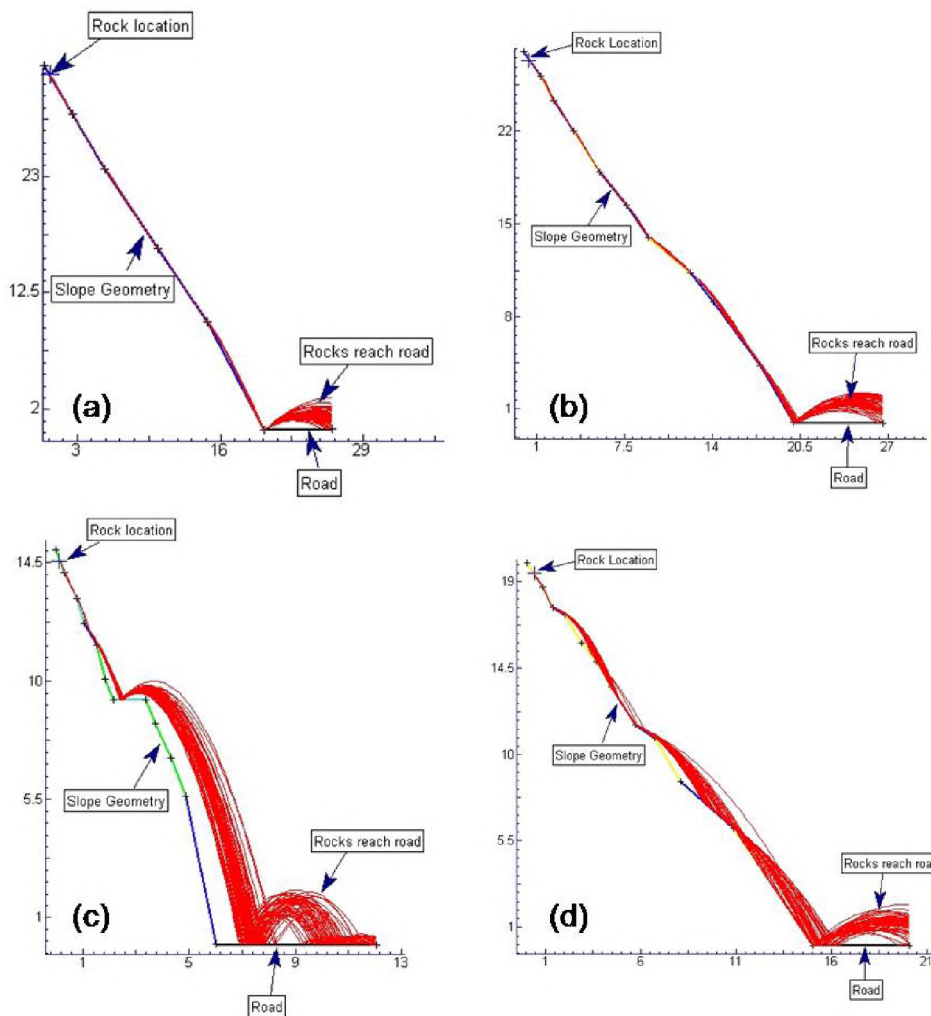 Rock location
23
Slope Geometry
12.5
Rocks reach road
(a)
2
3
16
29
Road
Rock Location
22
15
Slope Geometry
8
Rocks reach road
(b)
1
1
7.5
14
20.5
27
Road
Rock location
14.5
10
Slope Geometry
5.5
Rocks reach road
(c)
1
1
9
13
Road
Rock Location
19
14.5
Slope Geometry
10
5.5
Rocks reach road
(d)
1
1
6
11
16
21
Road